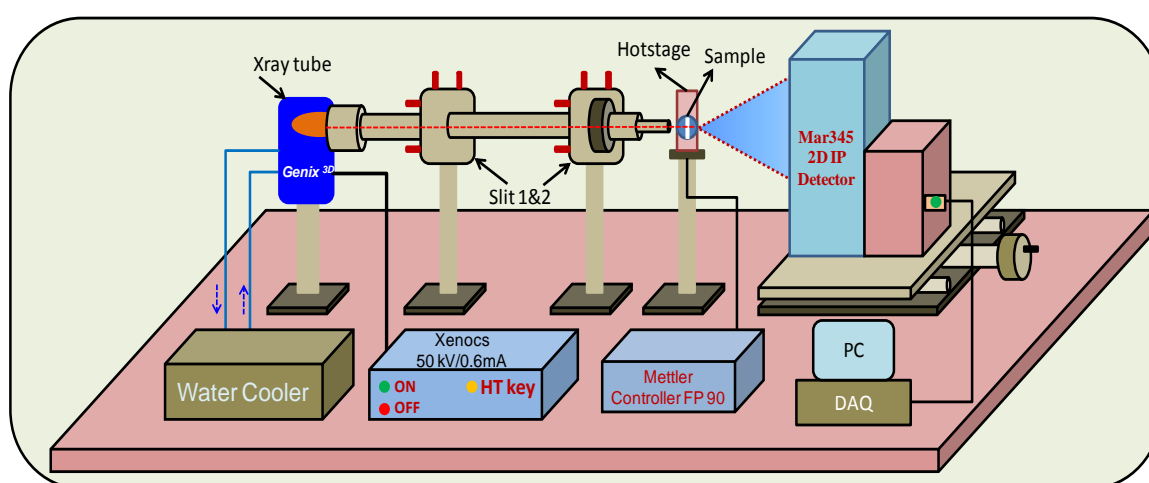 Hotstage
Sample
Xray tube
Mar345
2D IP
Detector
Genix 3D
Slit 1&2
Xenocs
50 kV/0.6mA
ON
HT key
OFF
Water Cooler
Mettler
Controller FP 90
PC
DAQ